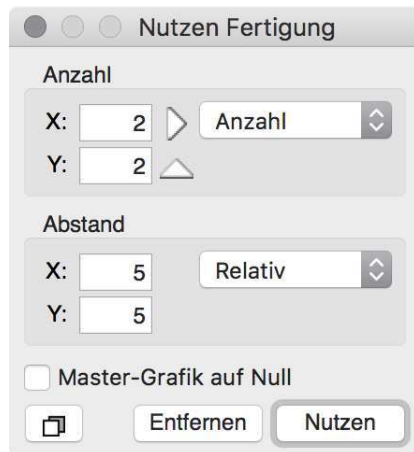 Nutzen Fertigung
Anzahl
X: 2 Anzahl
Y: 2
Abstand
X: 5 Relativ
Y: 5
Master-Grafik auf Null
Entfernen Nutzen